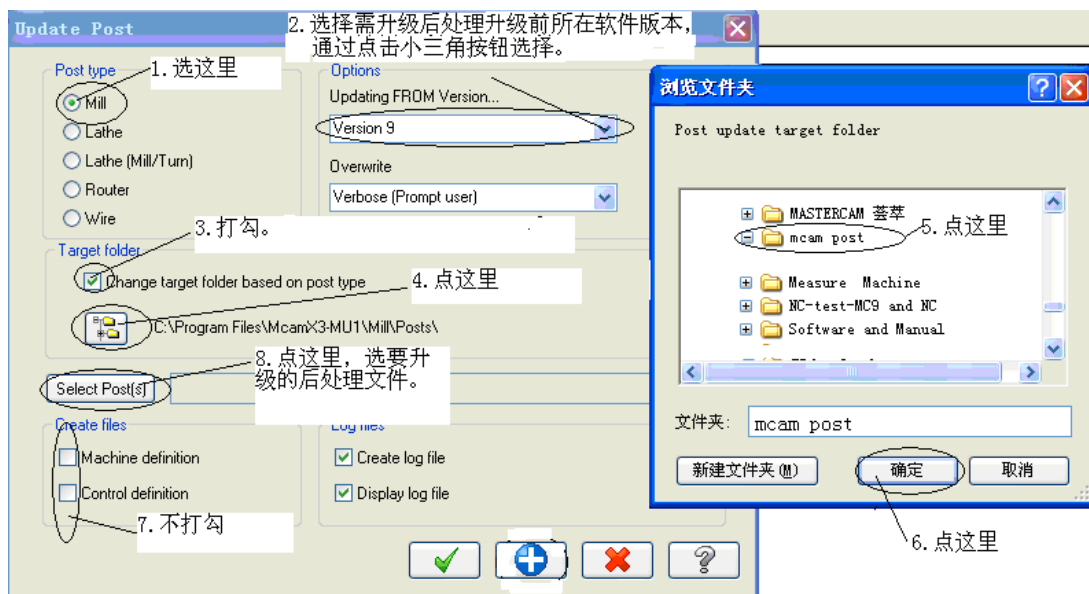 Update Post
2.选择需升级后处理升级前所在软件版本，
通过点击小三角按钮选择。
Post type
1.选这里
Mill
Lathe
Lathe (Mill/Turn)
Router
Wire
Options
Updating FROM Version...
Version 9
Overwrite
Verbose (Prompt user)
3.打勾。
Target folder
Change target folder based on post type
4.点这里
C:\Program Files\McamX3-MU1\Mill\Posts\
8.点这里，选要升
级的后处理文件。
Select Post(s)
Create files
Machine definition
Control definition
7.不打勾
Log files
Create log file
Display log file
浏览文件夹
Post update target folder
MASTERCAM 荟萃
mcam post
5.点这里
Measure Machine
NC-test-MC9 and NC
Software and Manual
文件夹:
mcam post
新建文件夹(M)
确定
取消
6.点这里